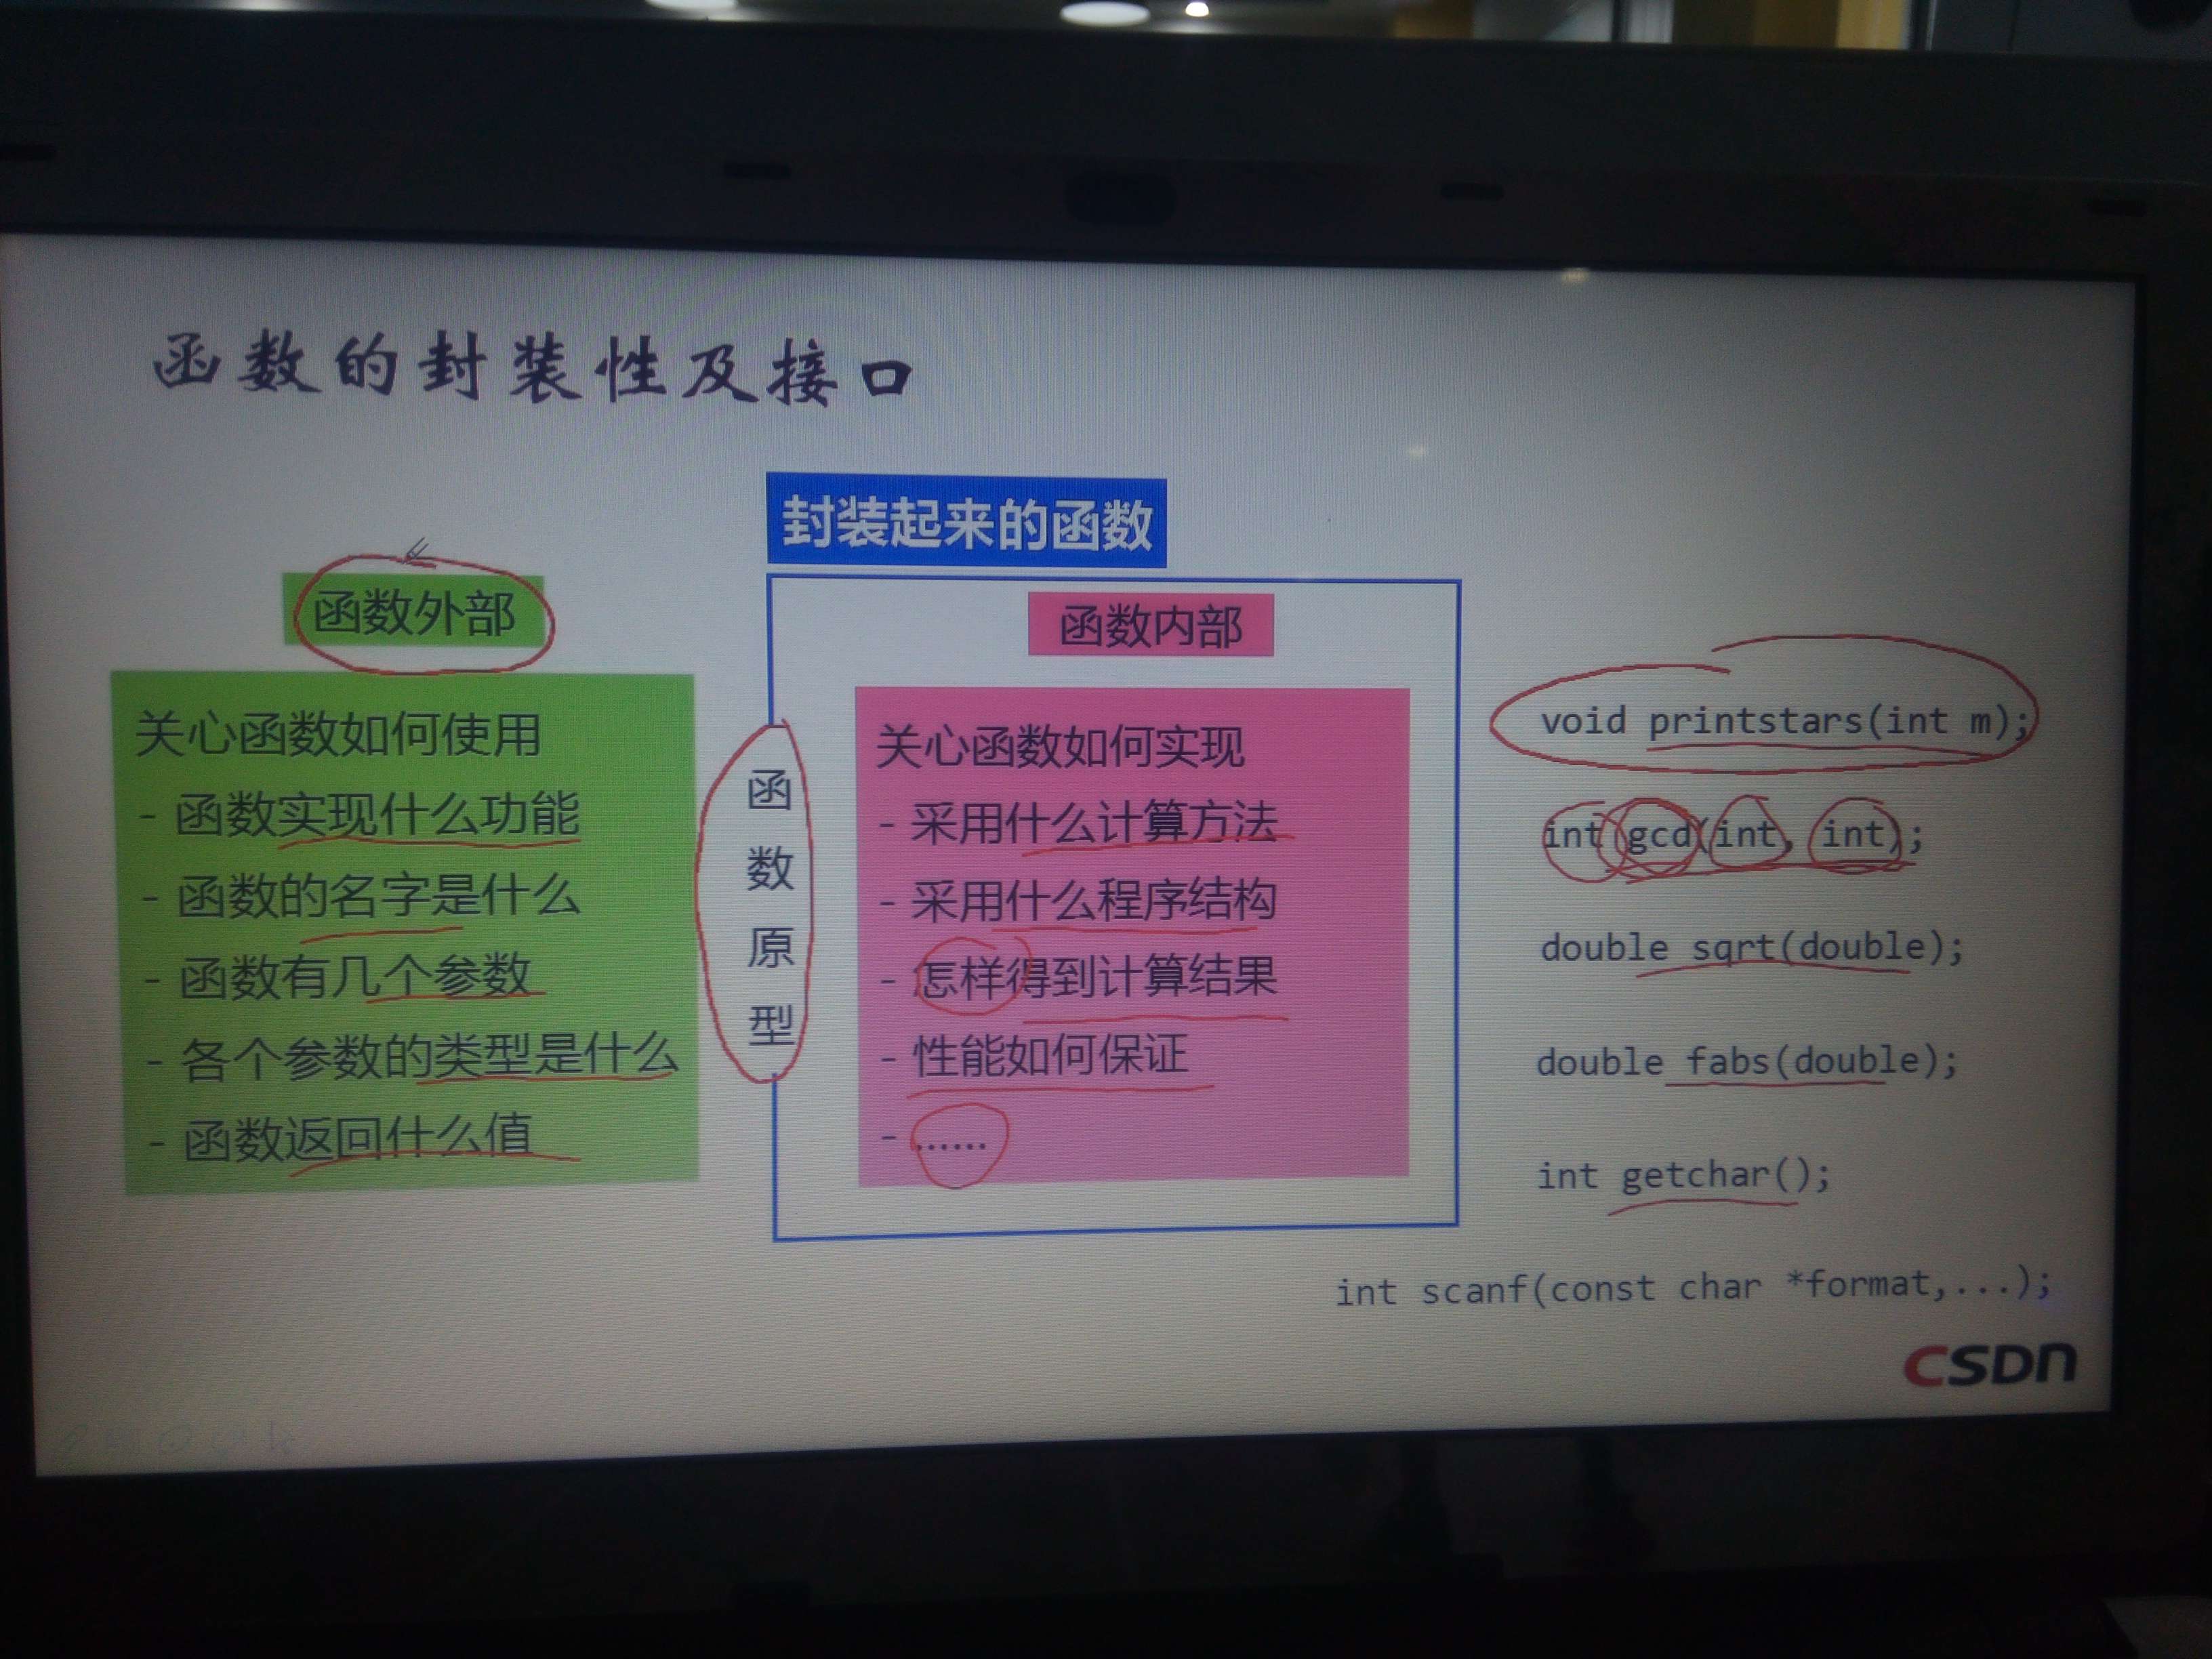 函数的封装性及接口
封装起来的函数
函数外部
关心函数如何使用
- 函数实现什么功能
- 函数的名字是什么
- 函数有几个参数
- 各个参数的类型是什么
- 函数返回什么值
函数原型
函数内部
关心函数如何实现
- 采用什么计算方法
- 采用什么程序结构
- 怎样得到计算结果
- 性能如何保证
- ......
void printstars(int m);
int gcd(int, int);
double sqrt(double);
double fabs(double);
int getchar();
int scanf(const char *format,...);
CSDN